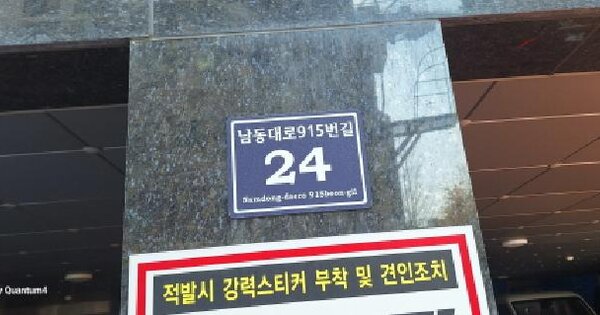 남동대로915번길
24
Namdong-daero 915beon-gil
적발시 강력스티커 부착 및 견인조치
Quantum4